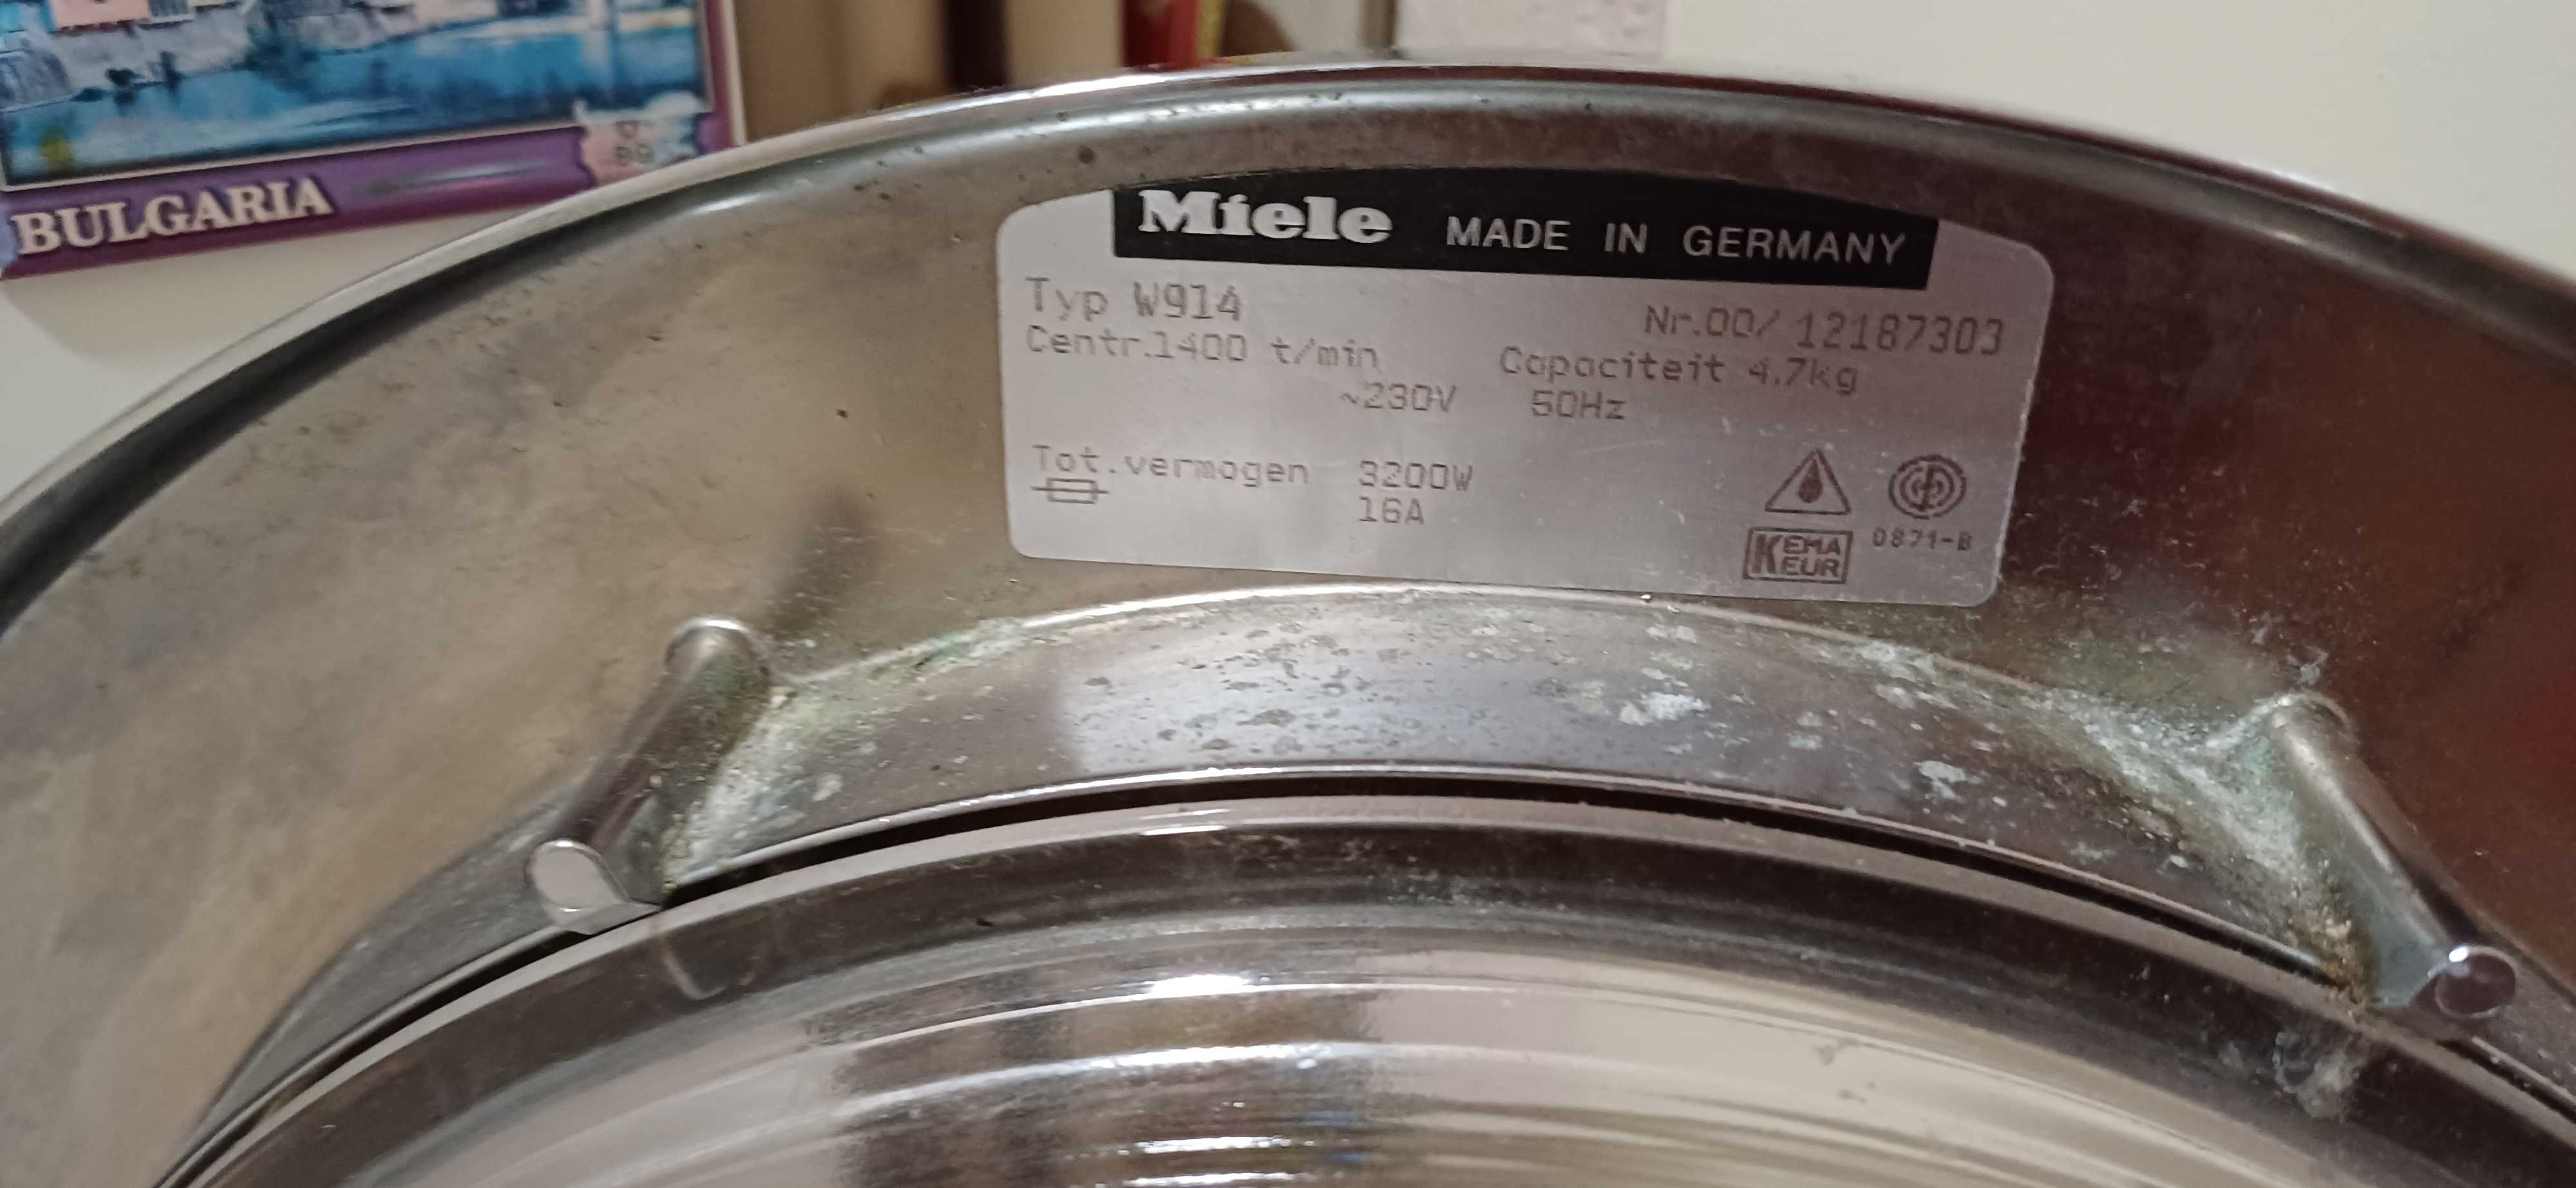 BULGARIA
Miele MADE IN GERMANY
Typ W914 Nr.00/ 12187303
Centr.1400 t/min Capaciteit 4.7kg
~230V 50Hz
Tot.vermogen 3200W
16A
KEMA
KEUR
0871-B